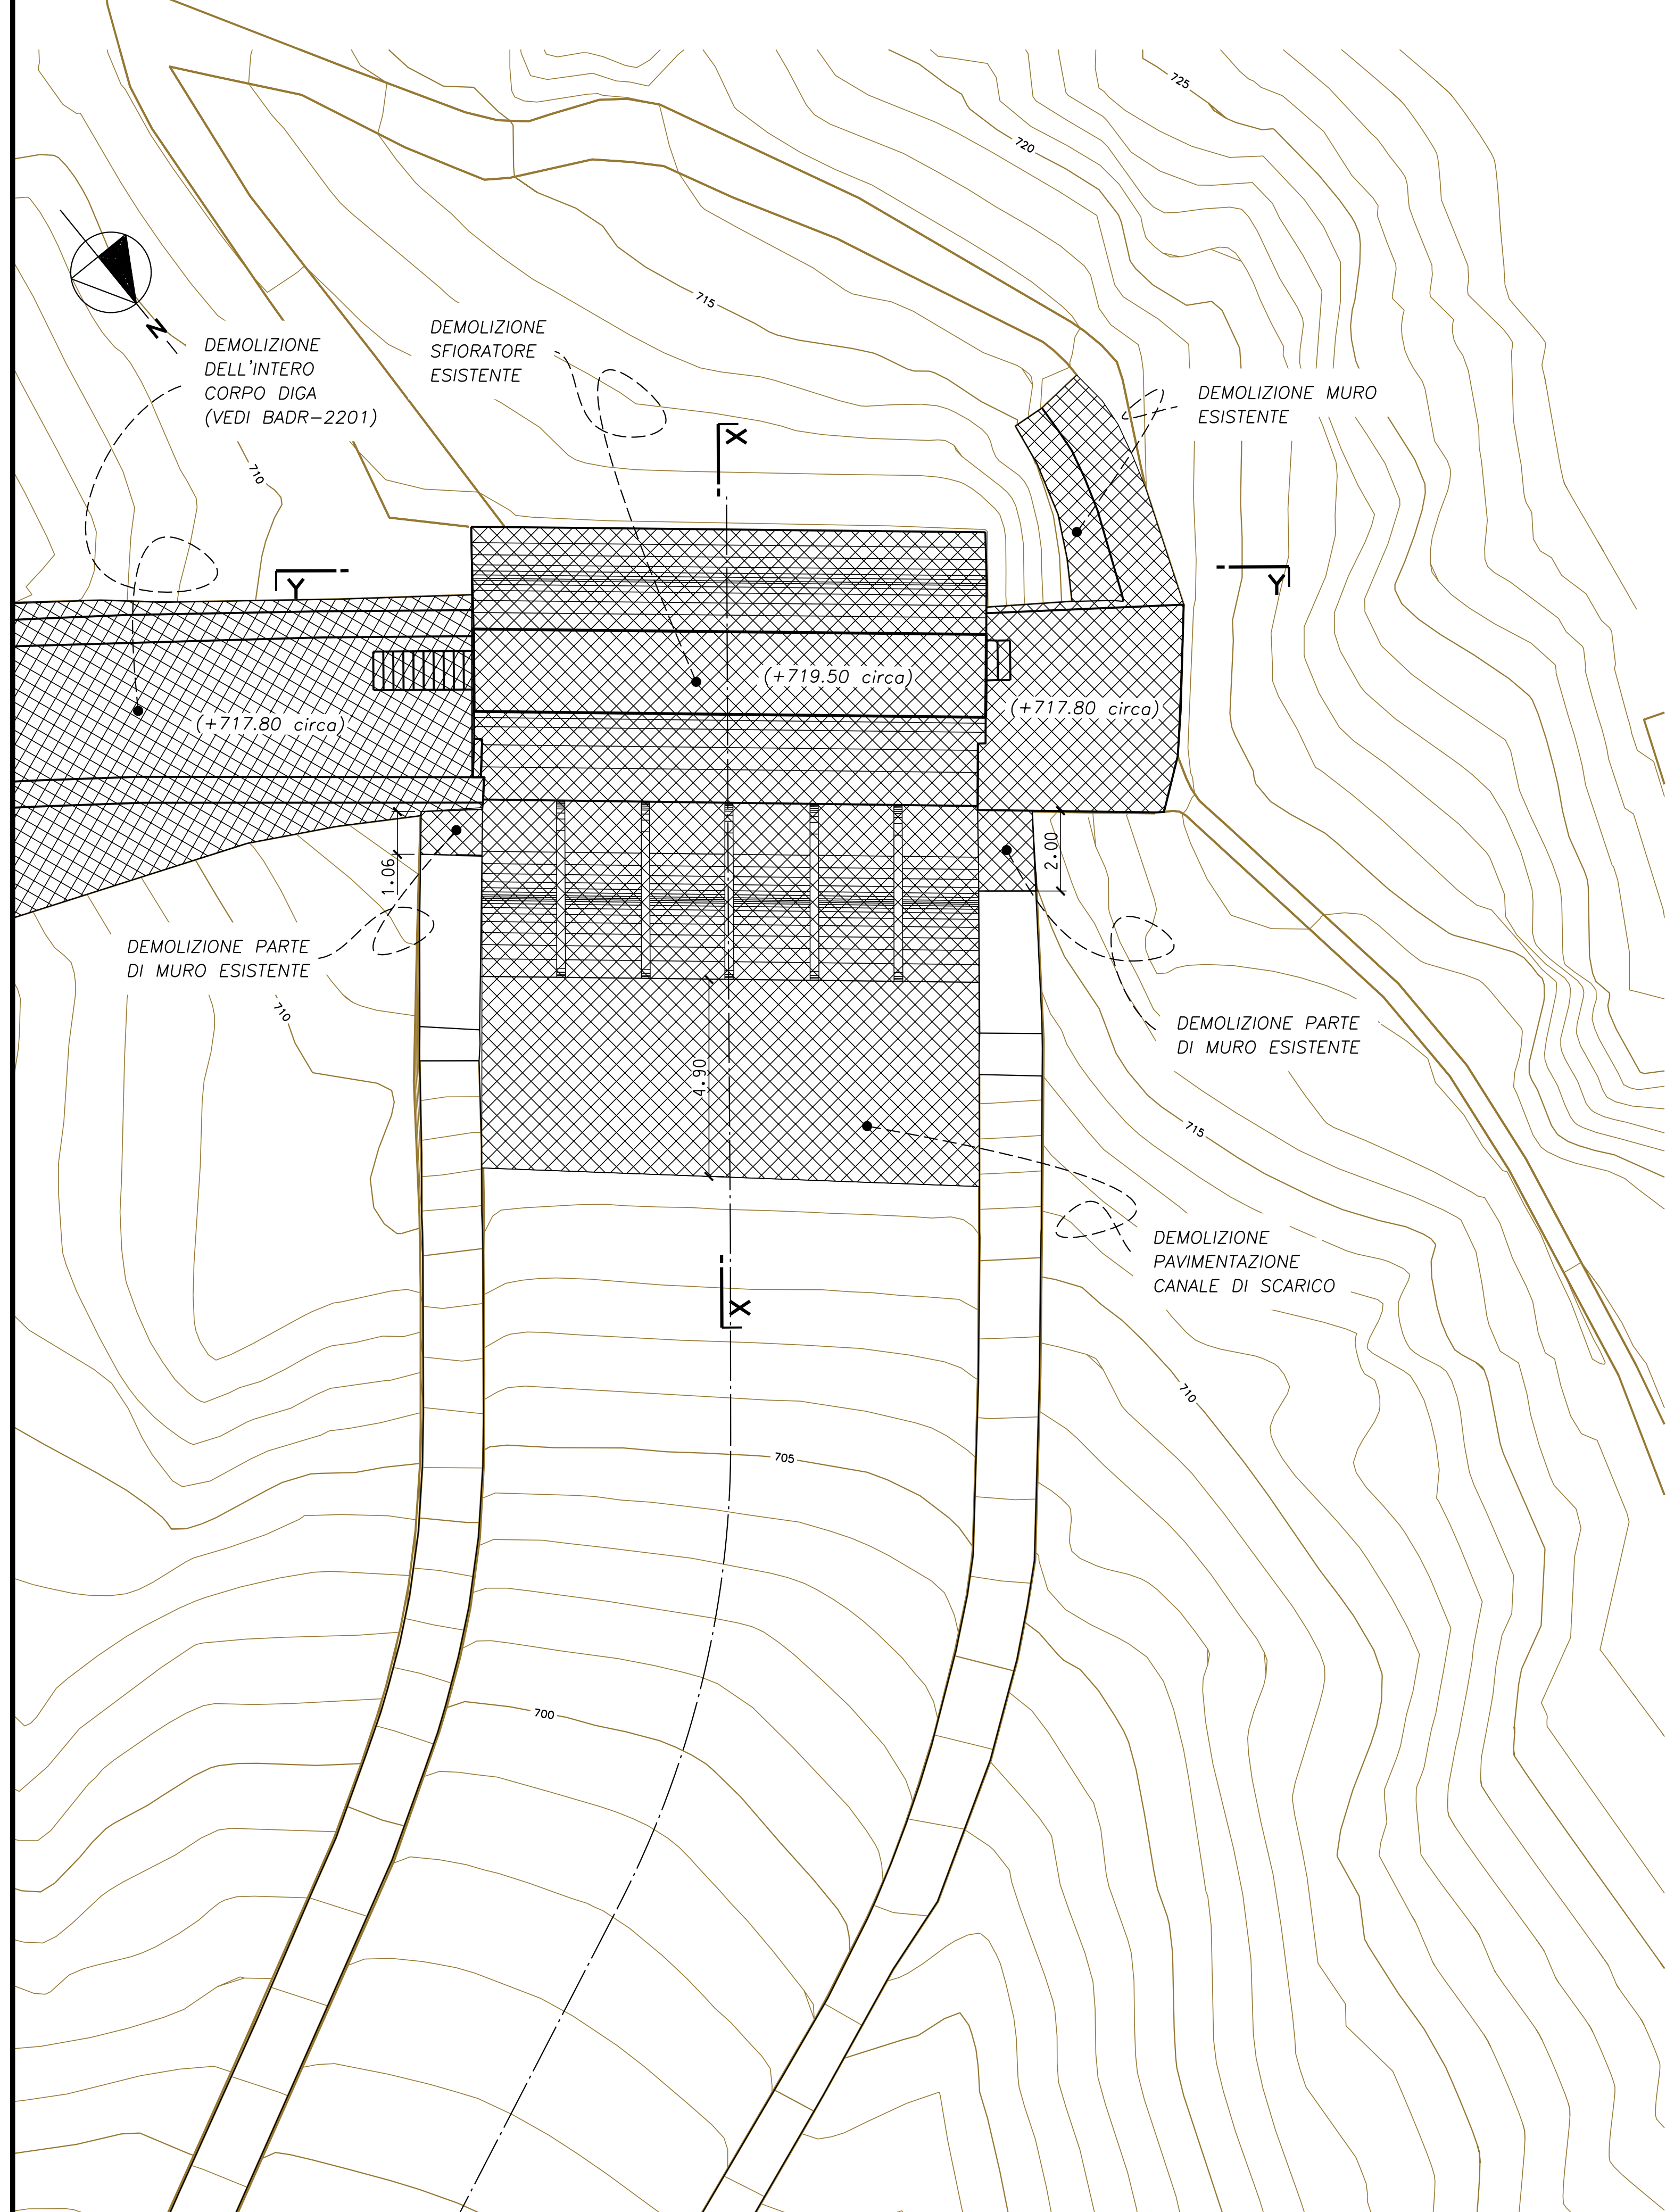 725
720
715
N
DEMOLIZIONE
DELL'INTERO
CORPO DIGA
(VEDI BADR-2201)
DEMOLIZIONE
SFIORATORE
ESISTENTE
DEMOLIZIONE MURO
ESISTENTE
X
710
Y
Y
(+719.50 circa)
(+717.80 circa)
(+717.80 circa)
1.06
2.00
DEMOLIZIONE PARTE
DI MURO ESISTENTE
710
DEMOLIZIONE PARTE
DI MURO ESISTENTE
4.90
715
DEMOLIZIONE
PAVIMENTAZIONE
CANALE DI SCARICO
X
710
705
700